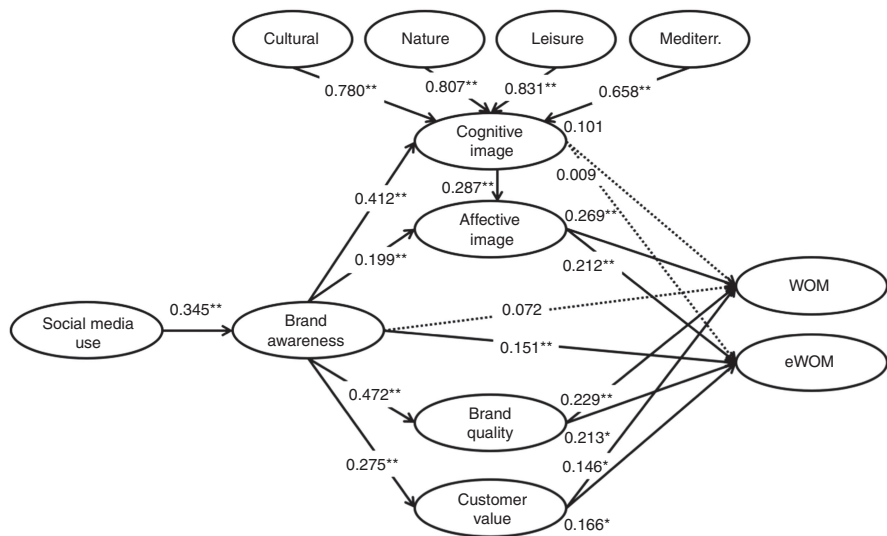 Cultural
Nature
Leisure
Mediterr.
0.780**
0.807**
0.831**
0.658**
Cognitive
image
0.101
0.009
0.287**
0.412**
Affective
image
0.269**
0.199**
0.212**
WOM
Social media
use
0.345**
Brand
awareness
0.072
0.151**
eWOM
0.472**
Brand
quality
0.229**
0.213*
0.275**
0.146*
Customer
value
0.166*